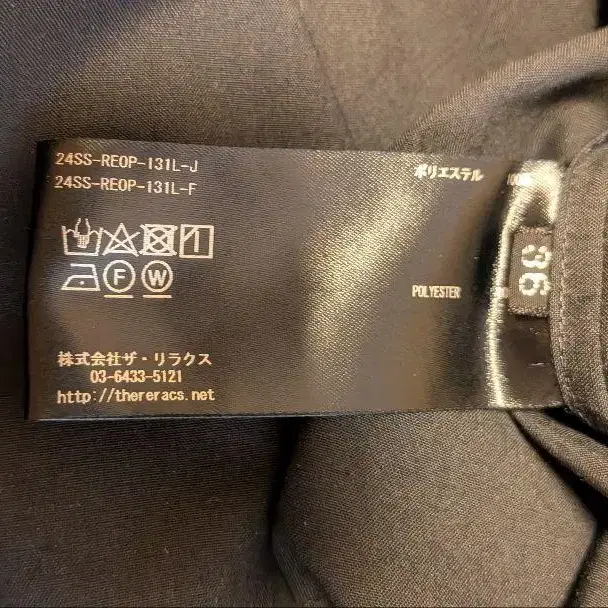 24SS-REOP-131L-J
24SS-REOP-131L-F
ポリエステル 100%
POLYESTER
36
F W
株式会社ザ・リラクス
03-6433-5121
http://thereracs.net